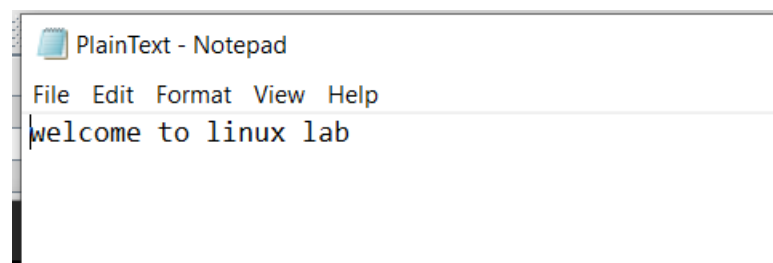 PlainText - Notepad
File Edit Format View Help
welcome to linux lab